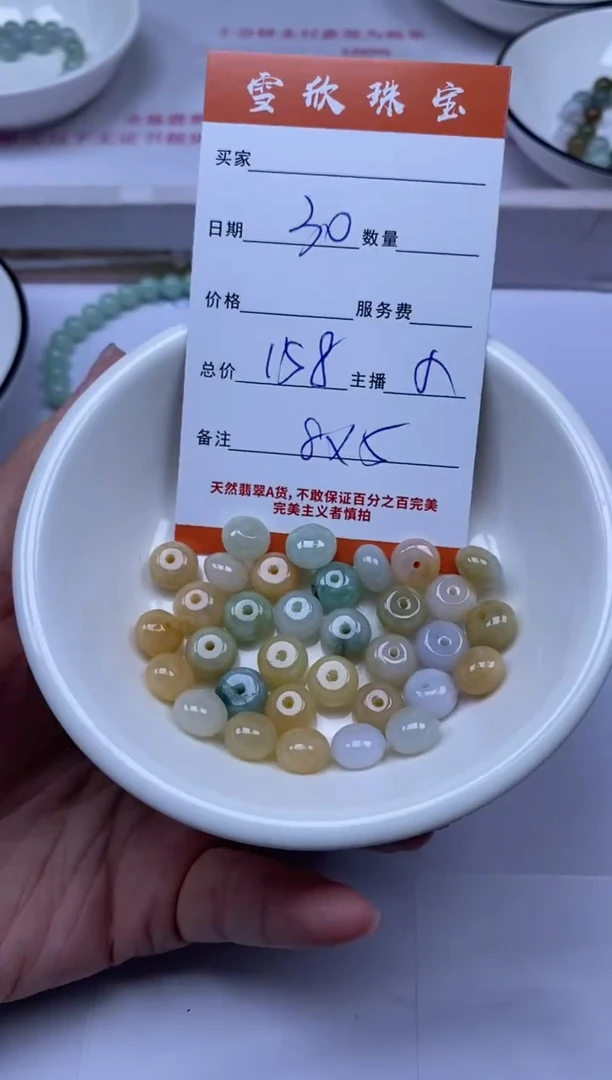 雪欣珠宝
买家
日期 30 数量
价格 服务费
总价 158 主播
备注 8X5
天然翡翠A货，不敢保证百分之百完美
完美主义者慎拍